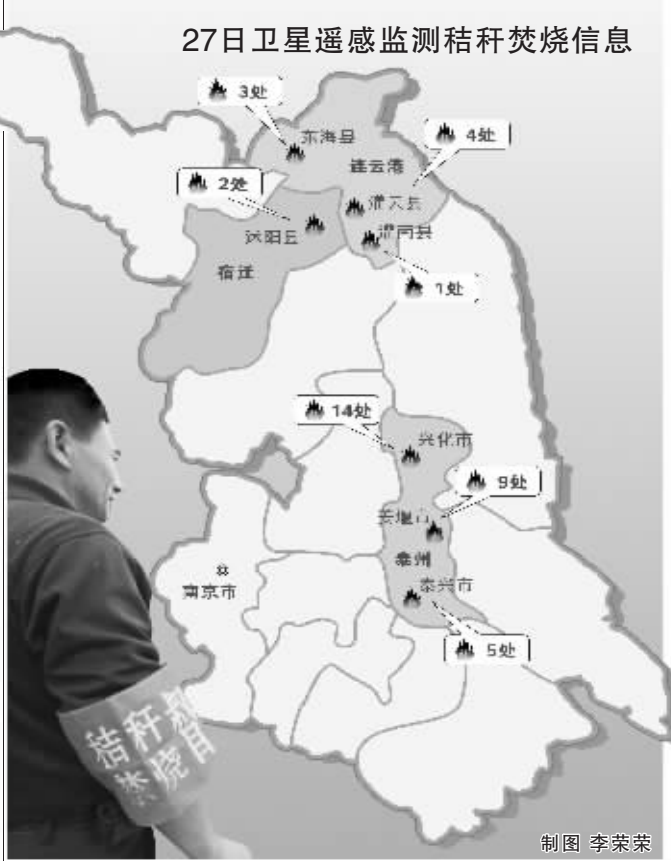 27日卫星遥感监测秸秆焚烧信息
3处
东海县
4处
连云港
2处
灌云县
沭阳县
灌南县
宿迁
1处
14处
兴化市
9处
姜堰市
泰州
南京市
泰兴市
5处
秸秆
焚烧
制图 李荣荣